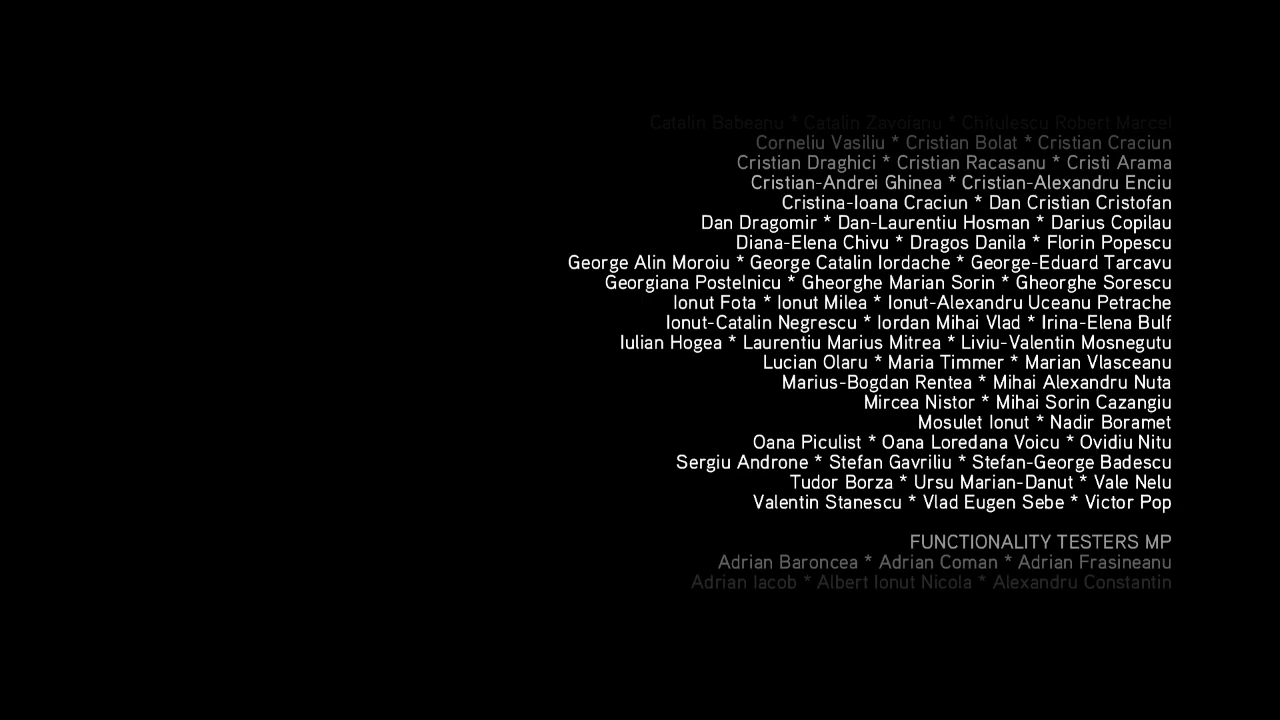 Catalin Babeanu * Catalin Zavoianu * Chitulescu Robert Marcel
Corneliu Vasiliu * Cristian Bolat * Cristian Craciun
Cristian Draghici * Cristian Racasanu * Cristi Arama
Cristian-Andrei Ghinea * Cristian-Alexandru Enciu
Cristina-Ioana Craciun * Dan Cristian Cristofan
Dan Dragomir * Dan-Laurentiu Hosman * Darius Copilau
Diana-Elena Chivu * Dragos Danila * Florin Popescu
George Alin Moroiu * George Catalin Iordache * George-Eduard Tarcavu
Georgiana Postelnicu * Gheorghe Marian Sorin * Gheorghe Sorescu
Ionut Fota * Ionut Milea * Ionut-Alexandru Uceanu Petrache
Ionut-Catalin Negrescu * Iordan Mihai Vlad * Irina-Elena Bulf
Iulian Hogea * Laurentiu Marius Mitrea * Liviu-Valentin Mosnegutu
Lucian Olaru * Maria Timmer * Marian Vlasceanu
Marius-Bogdan Rentea * Mihai Alexandru Nuta
Mircea Nistor * Mihai Sorin Cazangiu
Mosulet Ionut * Nadir Boramet
Oana Piculist * Oana Loredana Voicu * Ovidiu Nitu
Sergiu Androne * Stefan Gavriliu * Stefan-George Badescu
Tudor Borza * Ursu Marian-Danut * Vale Nelu
Valentin Stanescu * Vlad Eugen Sebe * Victor Pop
FUNCTIONALITY TESTERS MP
Adrian Baroncea * Adrian Coman * Adrian Frasineanu
Adrian Iacob * Albert Ionut Nicola * Alexandru Constantin